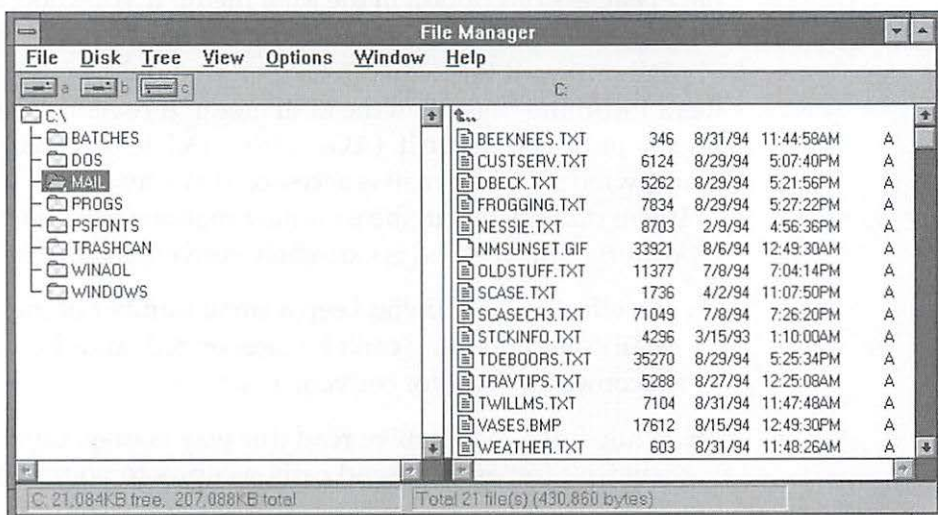 File Manager
File Disk Tree View Options Window Help
a b c C:
C:\
BATCHES
DOS
MAIL
PROGS
PSFONTS
TRASHCAN
WINAOL
WINDOWS
BEEKNEES.TXT 346 8/31/94 11:44:58AM A
CUSTSERV.TXT 6124 8/29/94 5:07:40PM A
DBECK.TXT 5262 8/29/94 5:21:56PM A
FROGGING.TXT 7834 8/29/94 5:27:22PM A
NESSIE.TXT 8703 2/9/94 4:56:36PM A
NMSUNSET.GIF 33921 8/6/94 12:49:30AM A
OLDSTUFF.TXT 11377 7/8/94 7:04:14PM A
SCASE.TXT 1736 4/2/94 11:07:50PM A
SCASECH3.TXT 71049 7/8/94 7:26:20PM A
STCKINFO.TXT 4296 3/15/93 1:10:00AM A
TDEBOORS.TXT 35270 8/29/94 5:25:34PM A
TRAVTIPS.TXT 5288 8/27/94 12:25:08AM A
TWILLMS.TXT 7104 8/31/94 11:47:48AM A
VASES.BMP 17612 8/15/94 12:49:30PM A
WEATHER.TXT 603 8/31/94 11:48:26AM A
C: 21,084KB free, 207,088KB total
Total 21 file(s) (430,860 bytes)